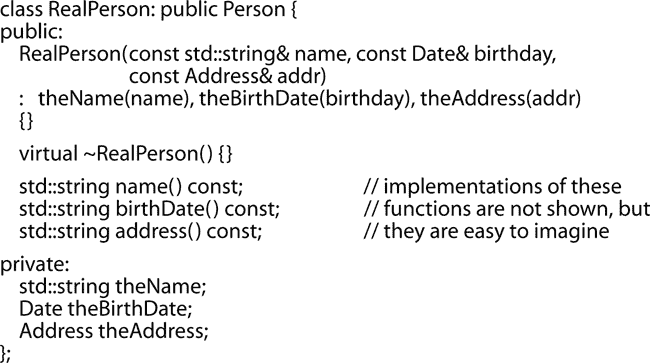 class RealPerson: public Person {
public:
RealPerson(const std::string& name, const Date& birthday,
const Address& addr)
: theName(name), theBirthDate(birthday), theAddress(addr)
{}
virtual ~RealPerson() {}
std::string name() const; // implementations of these
std::string birthDate() const; // functions are not shown, but
std::string address() const; // they are easy to imagine
private:
std::string theName;
Date theBirthDate;
Address theAddress;
};